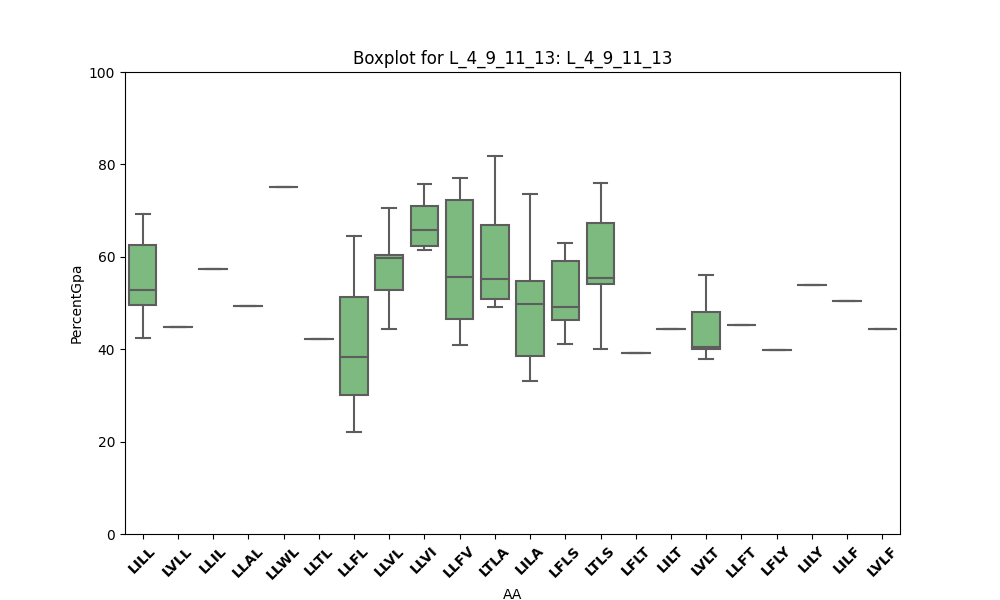 Boxplot for L_4_9_11_13: L_4_9_11_13
100
80
60
40
20
0
PercentGpa
LILL LVLL LLIL LLAL LLWL LLTL LLFL LLVL LLVI LLFV LTLA LILA LFLS LTLS LFLT LILT LVLT LLFT LFLY LILY LILF LVLF
AA